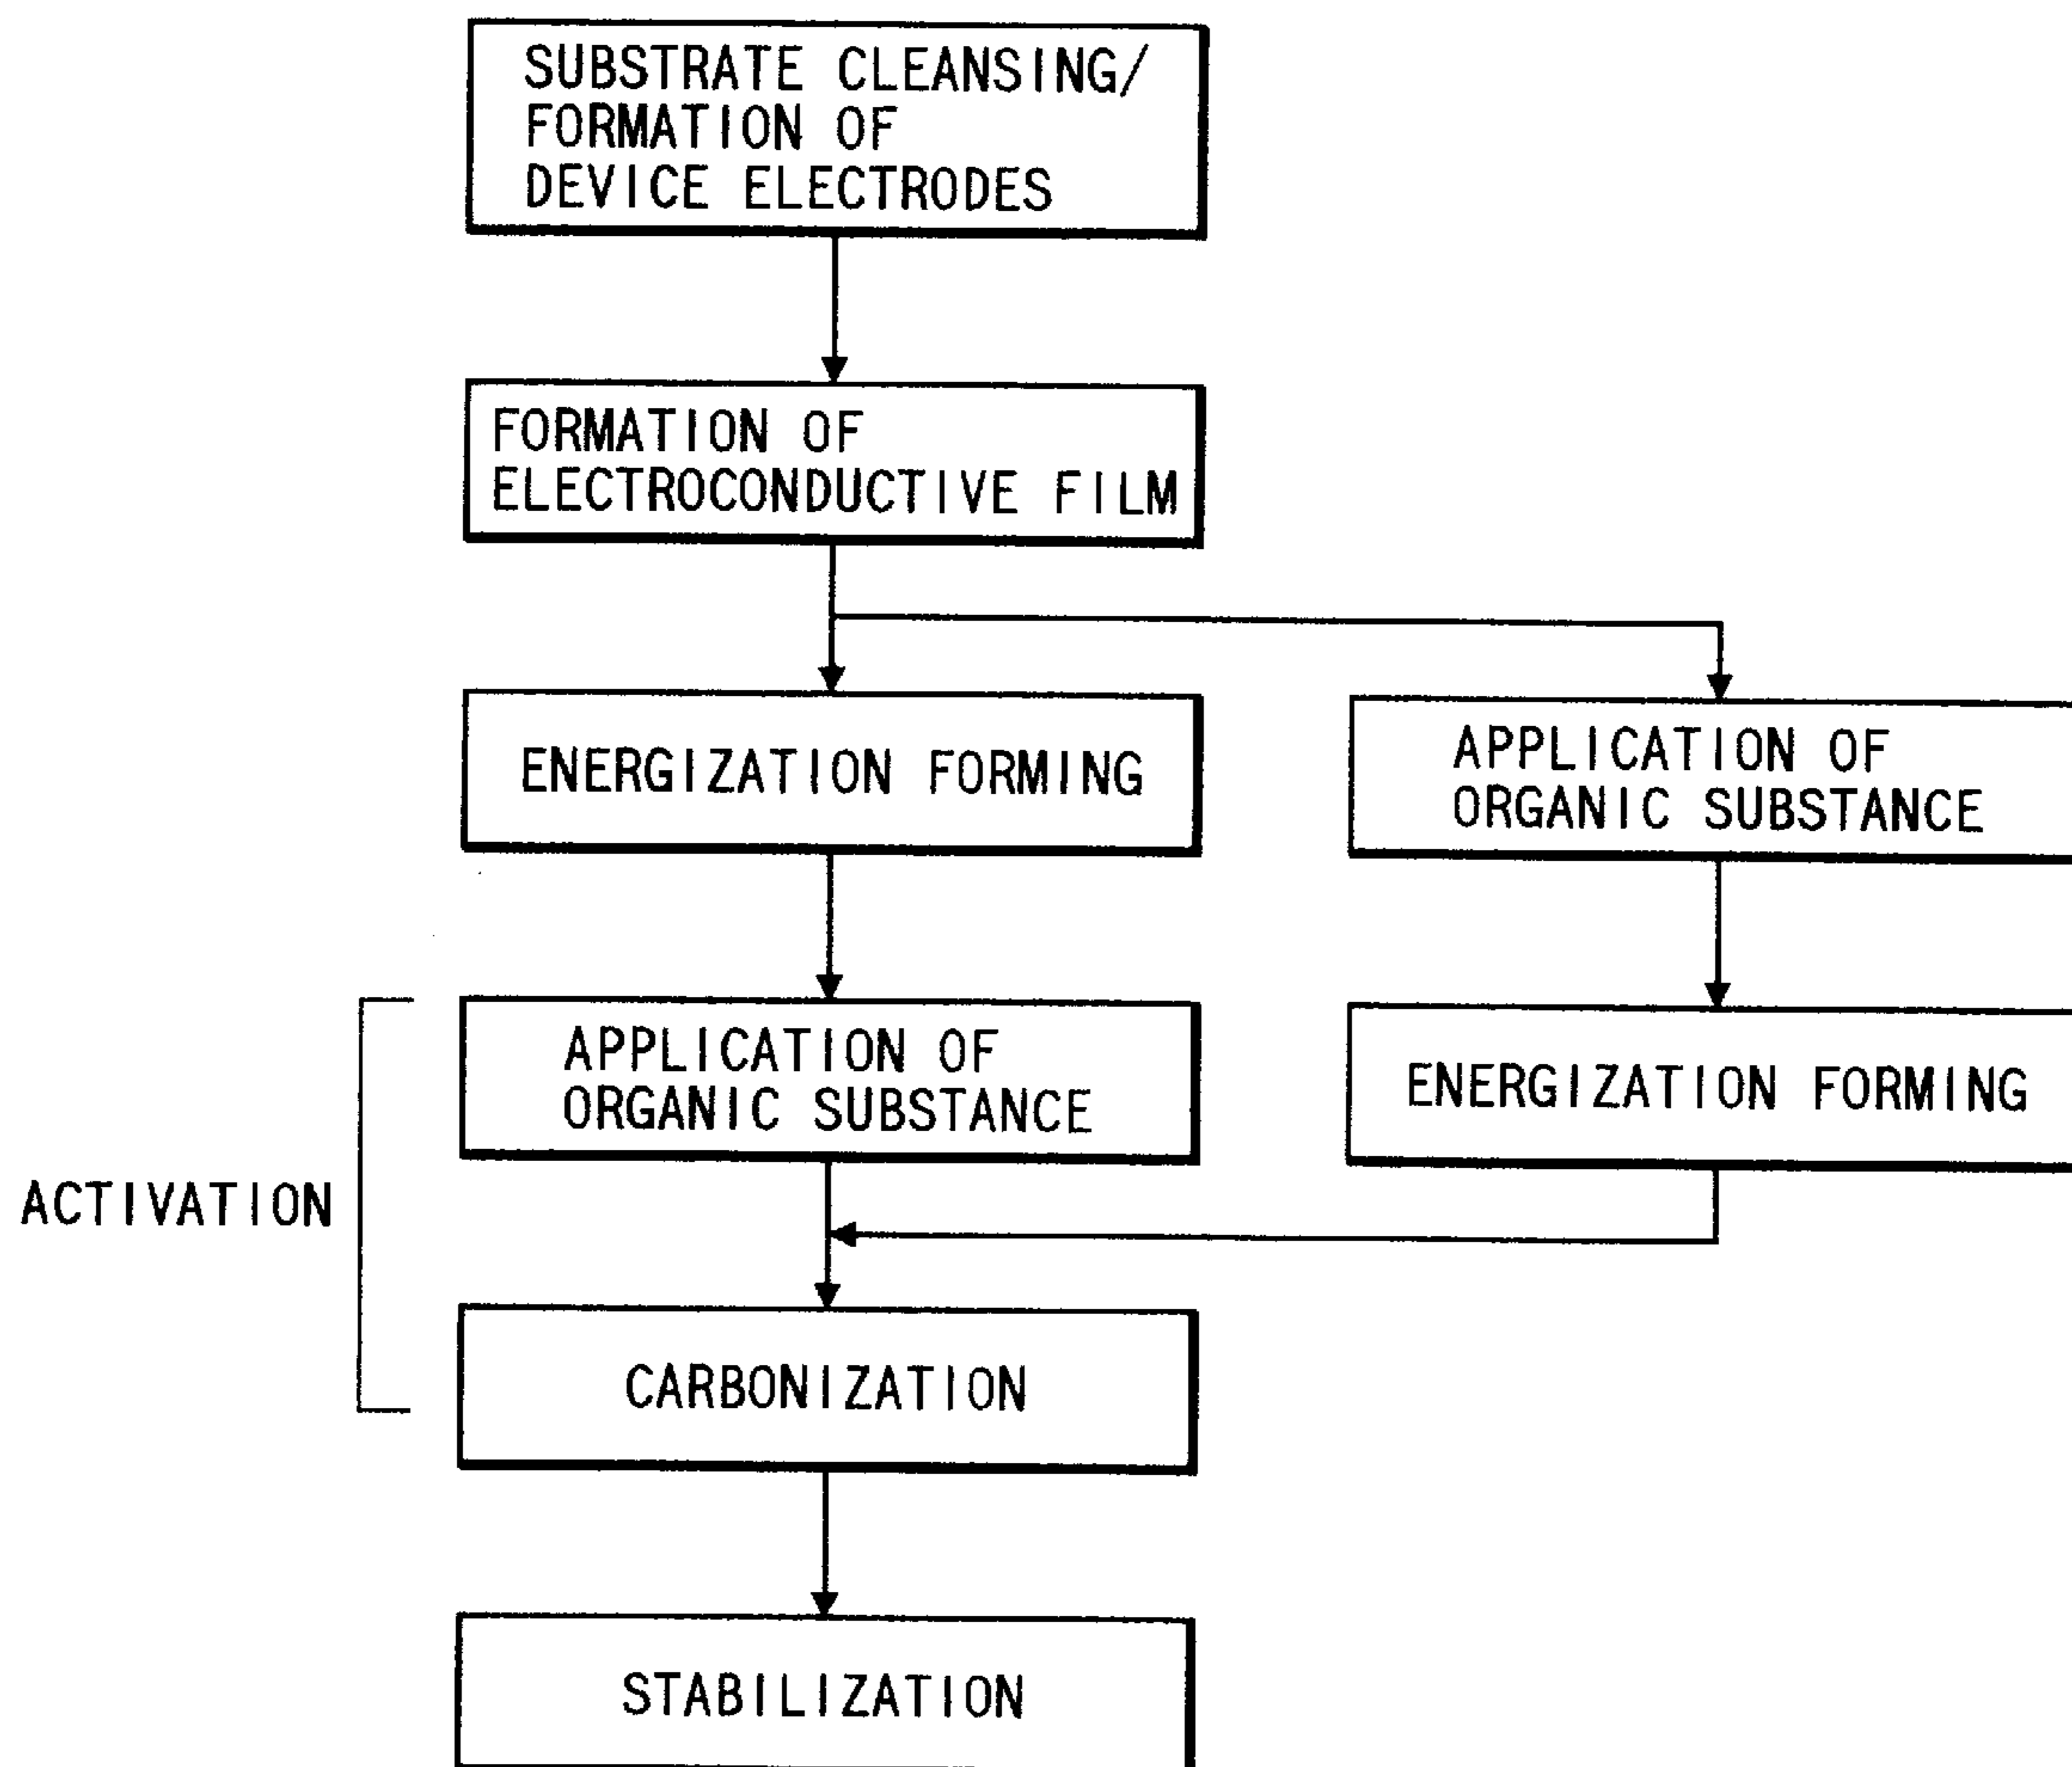 SUBSTRATE CLEANSING/
FORMATION OF
DEVICE ELECTRODES
FORMATION OF
ELECTROCONDUCTIVE FILM
ENERGIZATION FORMING
APPLICATION OF
ORGANIC SUBSTANCE
APPLICATION OF
ORGANIC SUBSTANCE
ENERGIZATION FORMING
ACTIVATION
CARBONIZATION
STABILIZATION